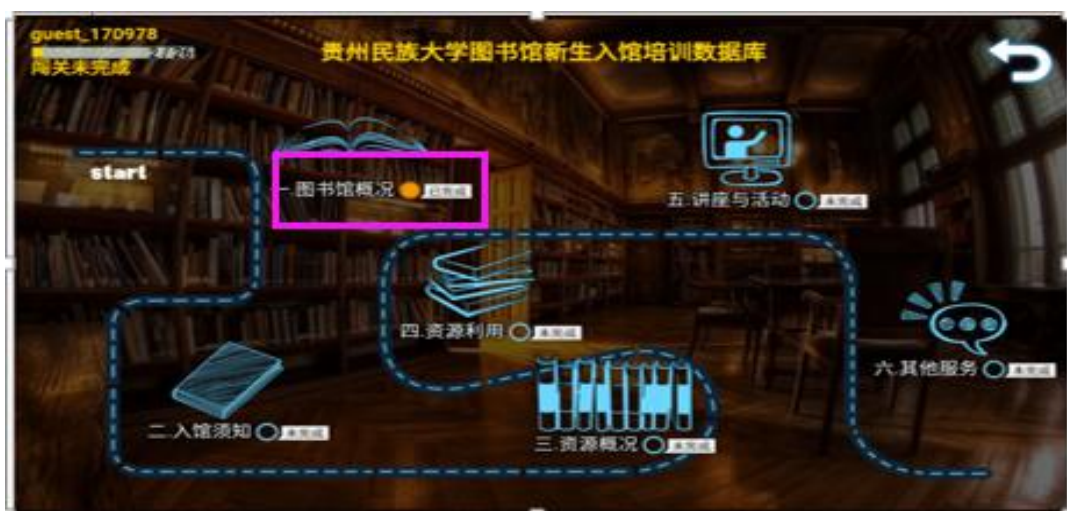 guest_170978
2 / 26
闯关未完成
贵州民族大学图书馆新生入馆培训数据库
start
一.图书馆概况 已完成
五.讲座与活动 未完成
四.资源利用 未完成
六.其他服务 未完成
二.入馆须知 未完成
三.资源概况 未完成